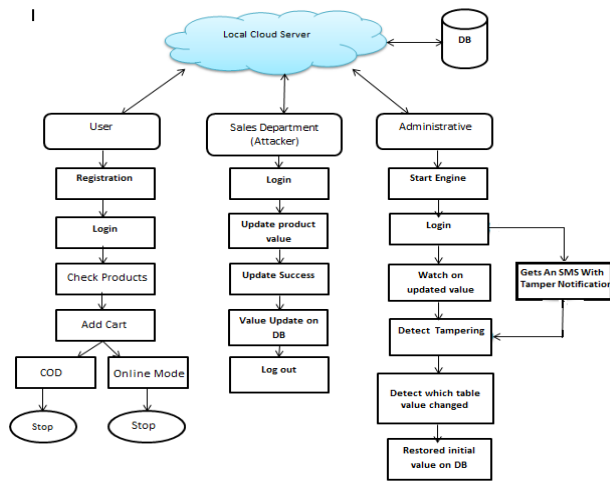 I
Local Cloud Server
DB
User
Sales Department
(Attacker)
Administrative
Registration
Login
Start Engine
Login
Update product
value
Login
Check Products
Update Success
Watch on
updated value
Gets An SMS With
Tamper Notification
Add Cart
Value Update on
DB
Detect Tampering
COD
Online Mode
Log out
Detect which table
value changed
Stop
Stop
Restored initial
value on DB